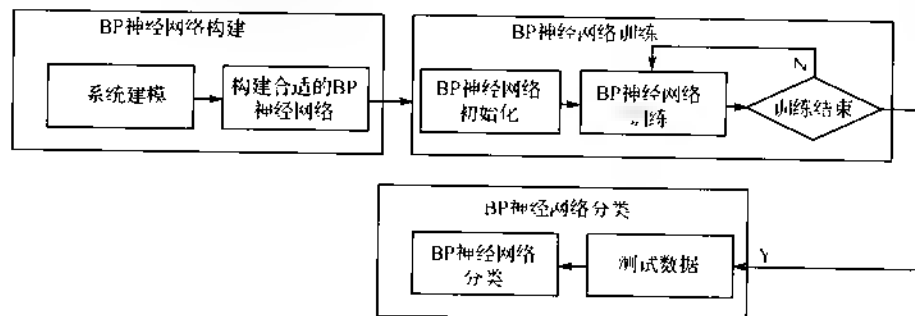 BP神经网络构建
系统建模
构建合适的BP
神经网络
BP神经网络训练
BP神经网络
初始化
BP神经网络
训练
训练结束
N
BP神经网络分类
BP神经网络
分类
测试数据
Y